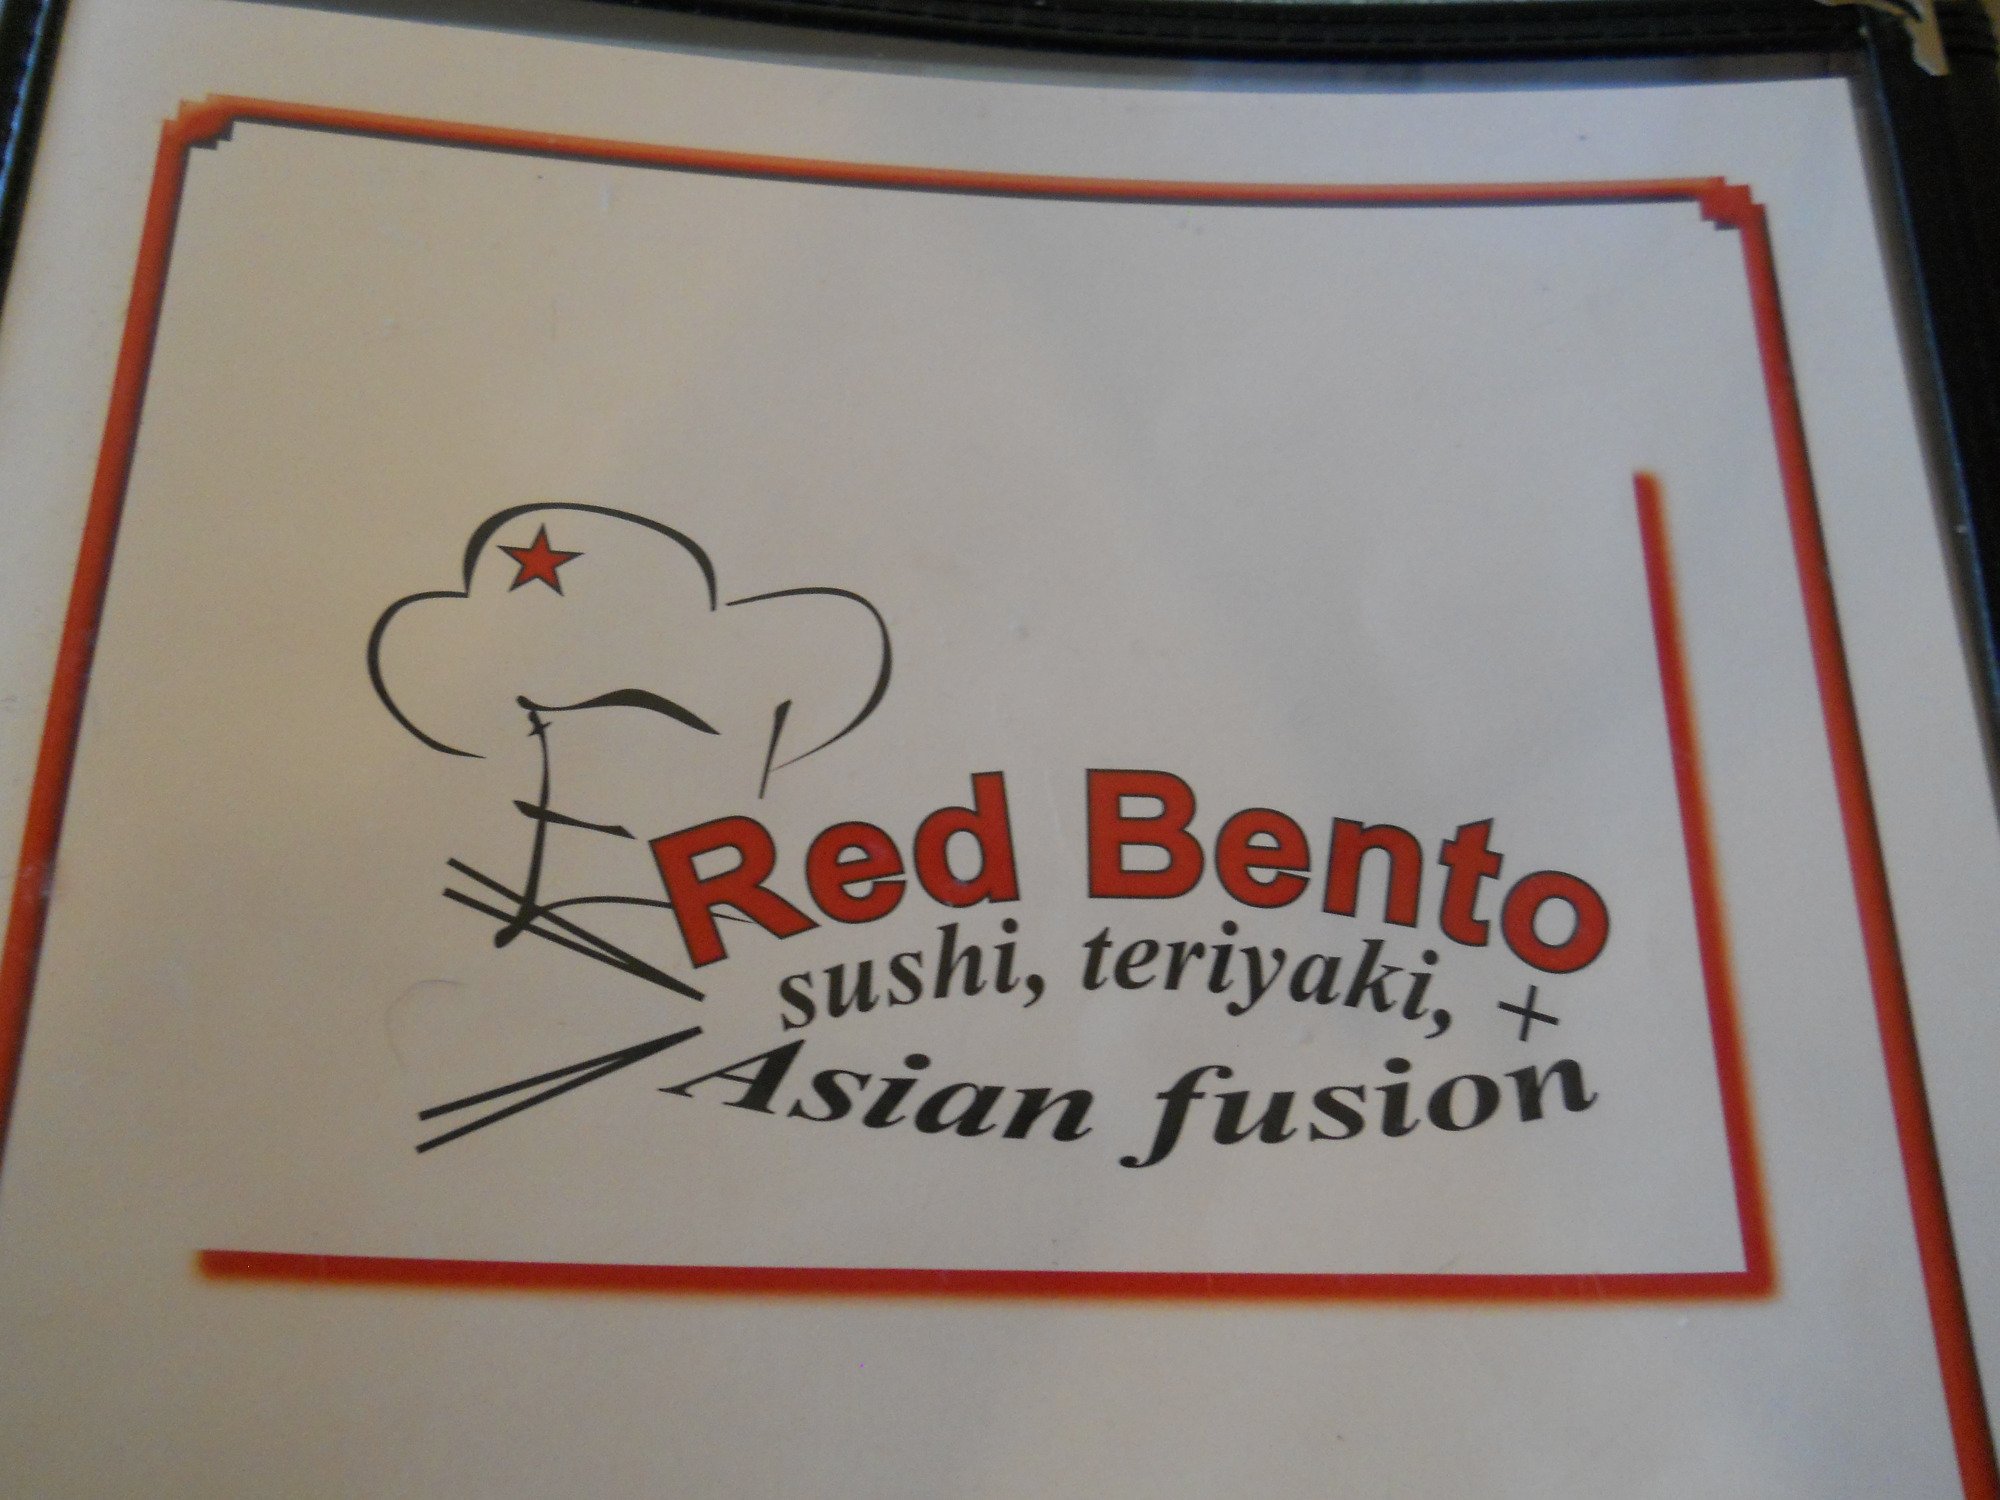 Red Bento
sushi, teriyaki, +
Asian fusion